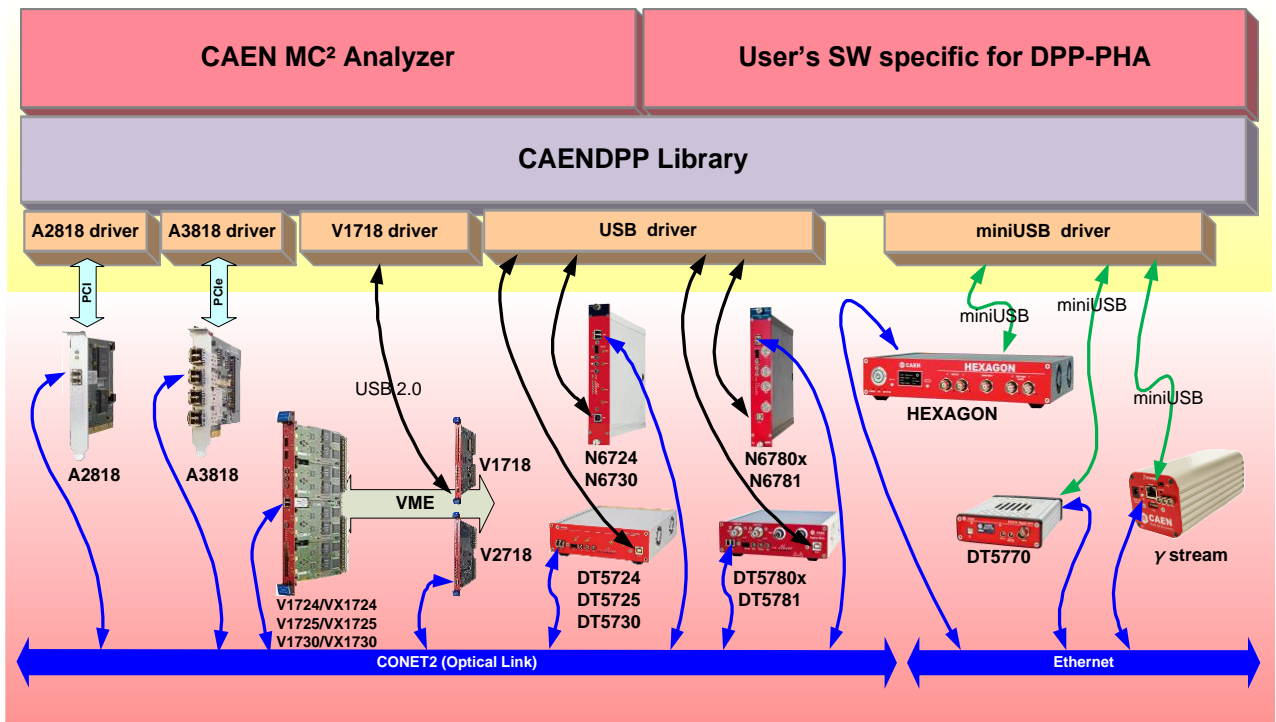 CAEN MC² Analyzer
User's SW specific for DPP-PHA
CAENDPP Library
A2818 driver
A3818 driver
V1718 driver
USB driver
miniUSB driver
PCI
PCIe
miniUSB
miniUSB
miniUSB
USB 2.0
CAEN
HEXAGON
HEXAGON
A2818
A3818
V1718
VME
V2718
N6724
N6730
N6780x
N6781
DT5724
DT5725
DT5730
DT5780x
DT5781
DT5770
CAEN
γ stream
V1724/VX1724
V1725/VX1725
V1730/VX1730
CONET2 (Optical Link)
Ethernet